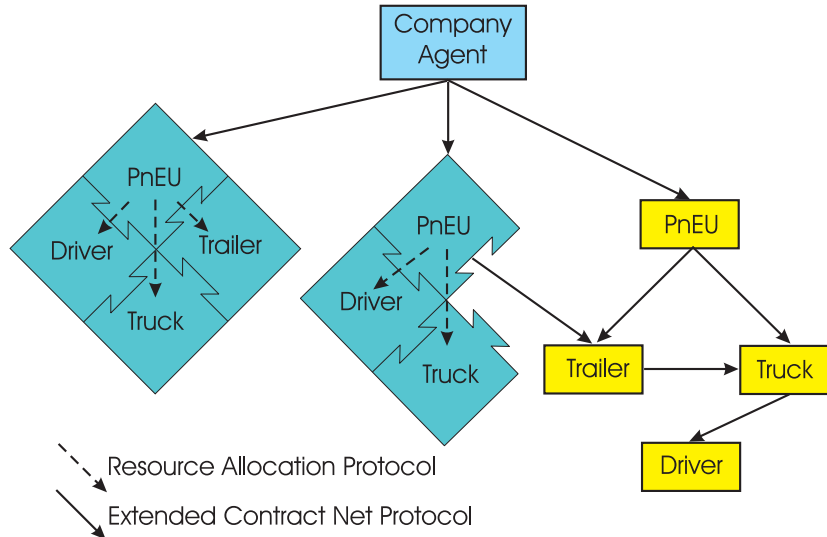 Company
Agent
PnEU
Driver
Trailer
Truck
PnEU
Driver
Truck
PnEU
Trailer
Truck
Driver
Resource Allocation Protocol
Extended Contract Net Protocol